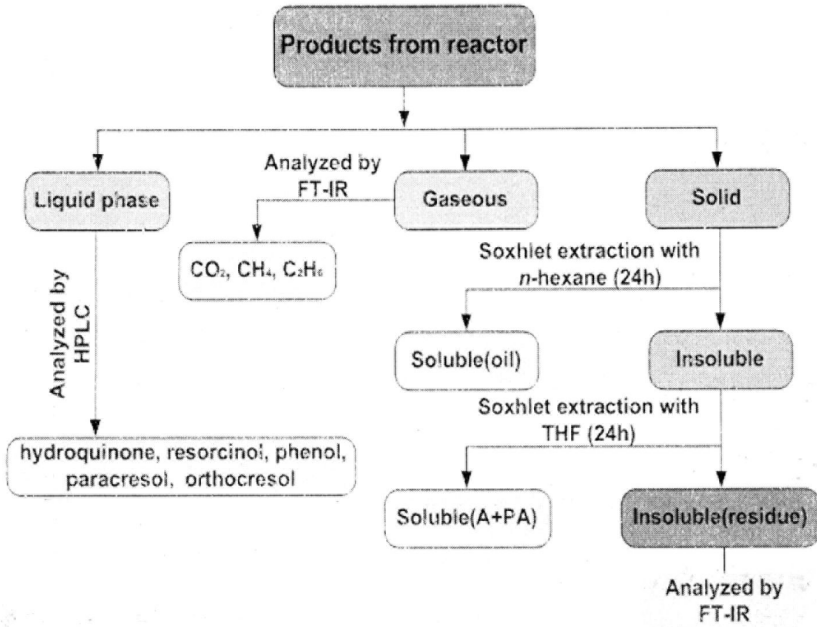 Products from reactor
Liquid phase
Analyzed by
FT-IR
Gaseous
Solid
CO₂, CH₄, C₂H₆
Analyzed by
HPLC
hydroquinone, resorcinol, phenol,
paracresol, orthocresol
Soxhlet extraction with
n-hexane (24h)
Soluble(oil)
Insoluble
Soxhlet extraction with
THF (24h)
Soluble(A+PA)
Insoluble(residue)
Analyzed by
FT-IR